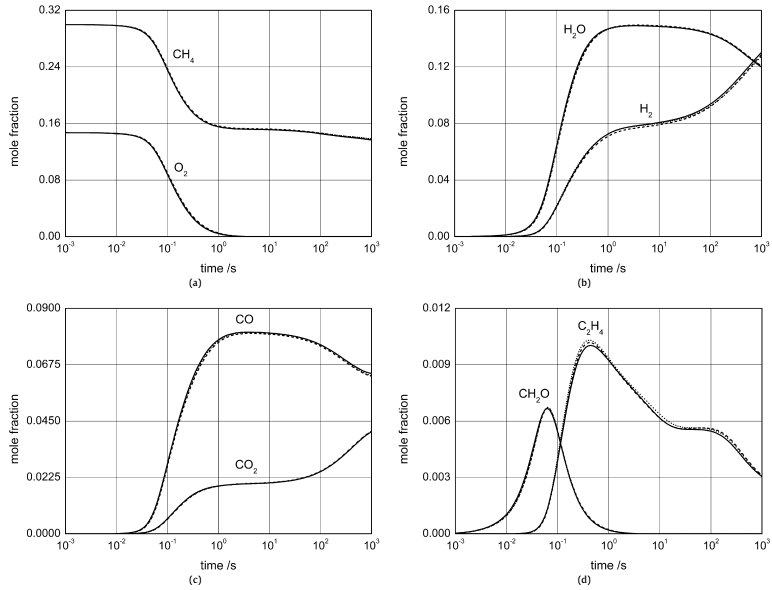 0.32
0.24
0.16
0.08
0.00
mole fraction
CH₄
O₂
10⁻³ 10⁻² 10⁻¹ 10⁰ 10¹ 10² 10³
time /s
(a)
0.16
0.12
0.08
0.04
0.00
mole fraction
H₂O
H₂
10⁻³ 10⁻² 10⁻¹ 10⁰ 10¹ 10² 10³
time /s
(b)
0.0900
0.0675
0.0450
0.0225
0.0000
mole fraction
CO
CO₂
10⁻³ 10⁻² 10⁻¹ 10⁰ 10¹ 10² 10³
time /s
(c)
0.012
0.009
0.006
0.003
0.000
mole fraction
C₂H₄
CH₂O
10⁻³ 10⁻² 10⁻¹ 10⁰ 10¹ 10² 10³
time /s
(d)